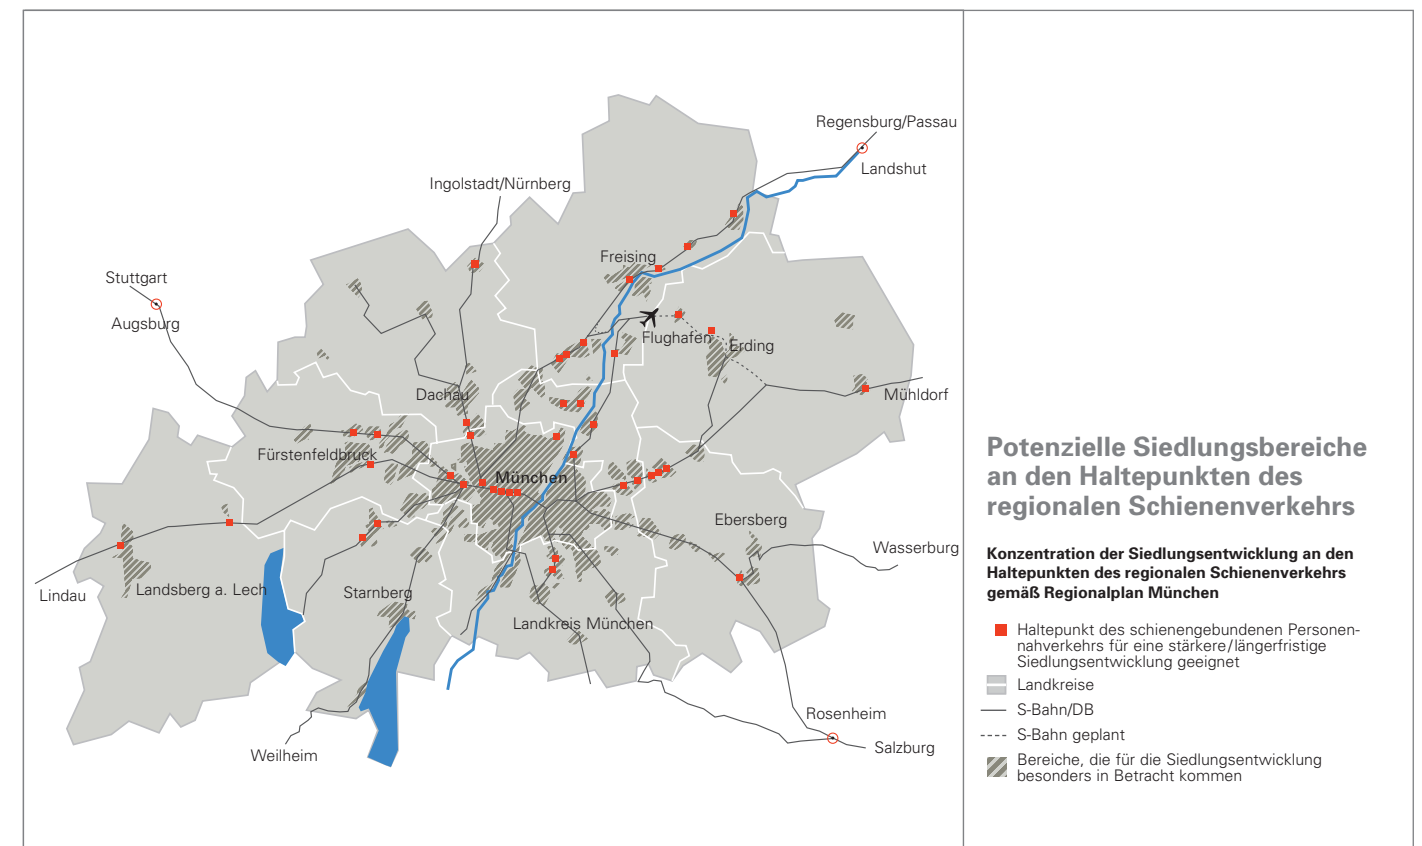 Regensburg/Passau
Landshut
Ingolstadt/Nürnberg
Freising
Stuttgart
Augsburg
Flughafen
Erding
Dachau
Mühldorf
Fürstenfeldbruck
München
Ebersberg
Wasserburg
Landsberg a. Lech
Lindau
Starnberg
Landkreis München
Rosenheim
Salzburg
Weilheim
Potenzielle Siedlungsbereiche
an den Haltepunkten des
regionalen Schienenverkehrs
Konzentration der Siedlungsentwicklung an den
Haltepunkten des regionalen Schienenverkehrs
gemäß Regionalplan München
Haltepunkt des schienengebundenen Personen-
nahverkehrs für eine stärkere/längerfristige
Siedlungsentwicklung geeignet
Landkreise
S-Bahn/DB
S-Bahn geplant
Bereiche, die für die Siedlungsentwicklung
besonders in Betracht kommen